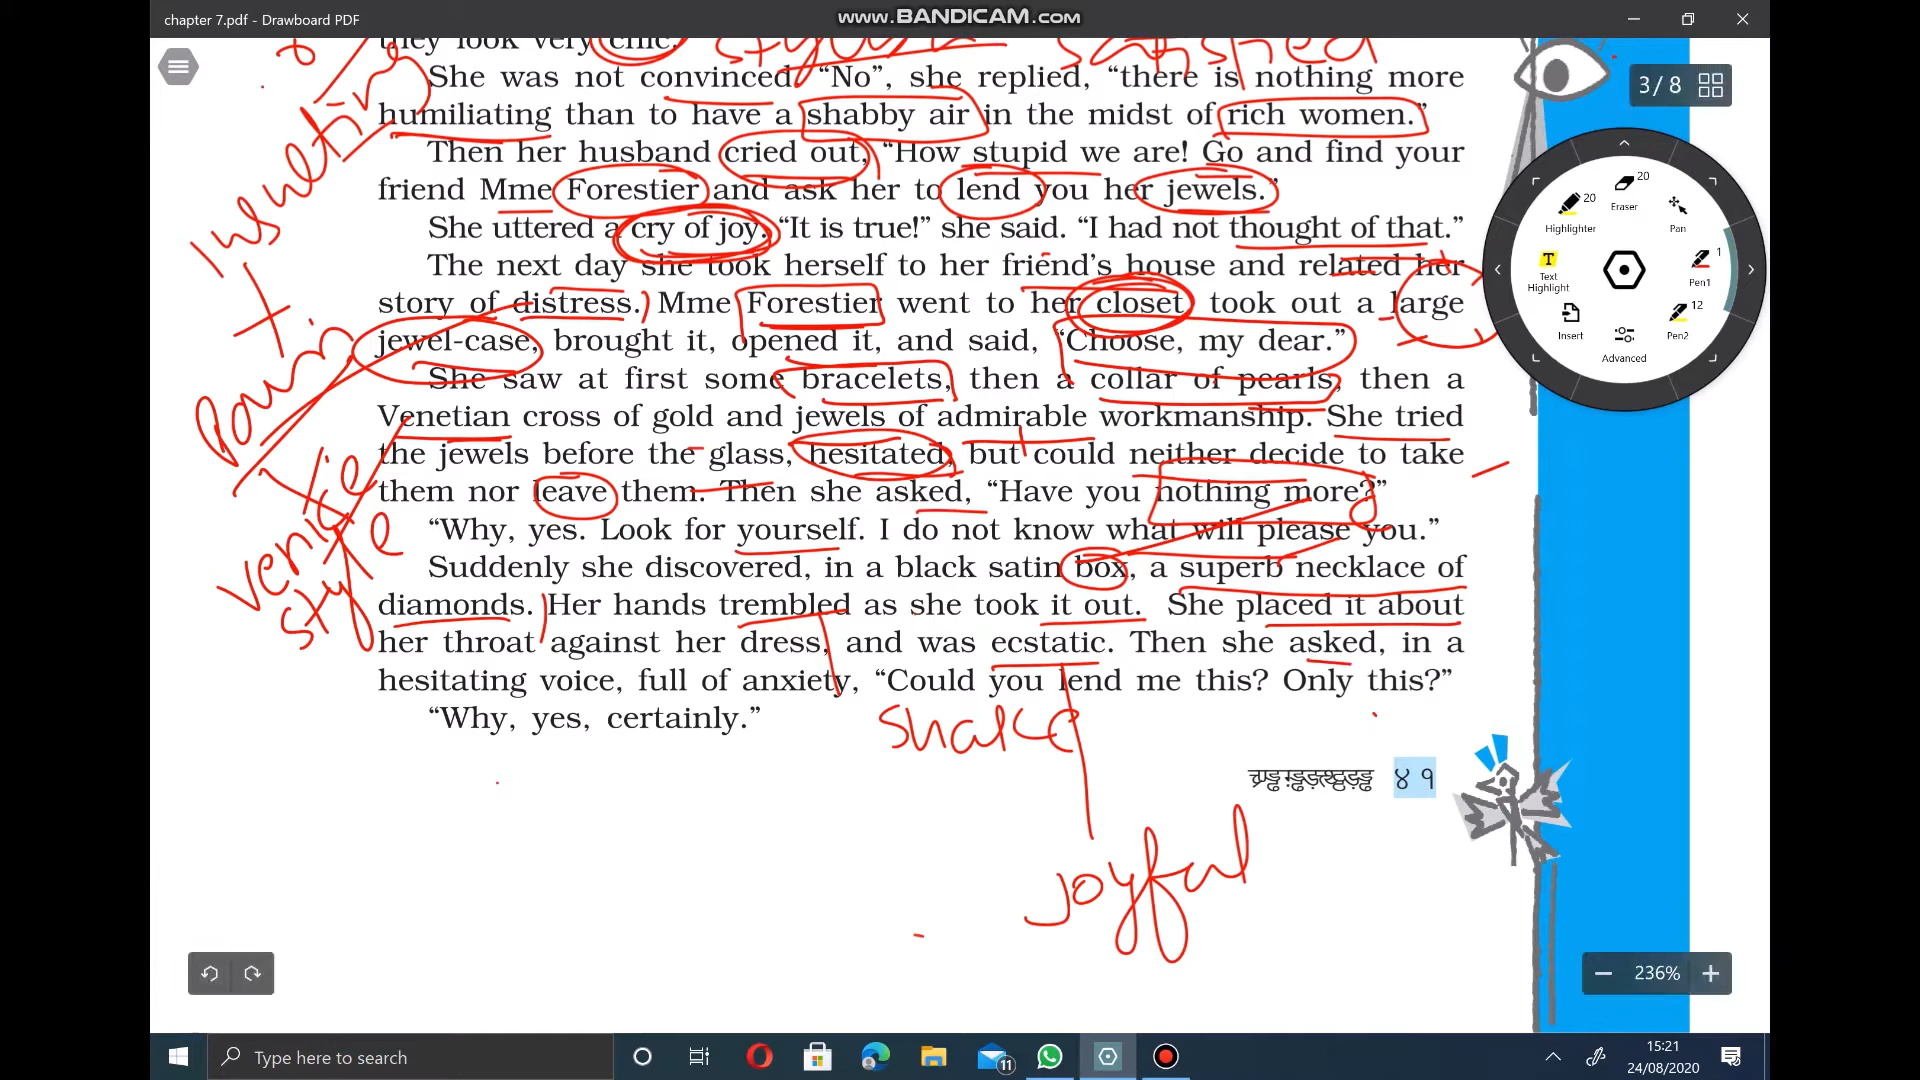 chapter 7.pdf - Drawboard PDF
WWW.BANDICAM.COM
they look very chic.
stylish satisfied
She was not convinced. “No”, she replied, “there is nothing more
humiliating than to have a shabby air in the midst of rich women.”
Then her husband cried out, “How stupid we are! Go and find your
friend Mme Forestier and ask her to lend you her jewels.”
She uttered a cry of joy. “It is true!” she said. “I had not thought of that.”
The next day she took herself to her friend’s house and related her
story of distress. Mme Forestier went to her closet took out a large
jewel-case, brought it, opened it, and said, “Choose, my dear.”
She saw at first some bracelets, then a collar of pearls, then a
Venetian cross of gold and jewels of admirable workmanship. She tried
the jewels before the glass, hesitated, but could neither decide to take
them nor leave them. Then she asked, “Have you nothing more?”
“Why, yes. Look for yourself. I do not know what will please you.”
Suddenly she discovered, in a black satin box, a superb necklace of
diamonds. Her hands trembled as she took it out. She placed it about
her throat against her dress, and was ecstatic. Then she asked, in a
hesitating voice, full of anxiety, “Could you lend me this? Only this?”
“Why, yes, certainly.”
Insulting
style
shake
joyful
४१
3 / 8
20
Eraser
20
Highlighter
Pan
Text
Highlight
1
Pen1
Insert
12
Pen2
Advanced
236%
Type here to search
11
15:21
24/08/2020